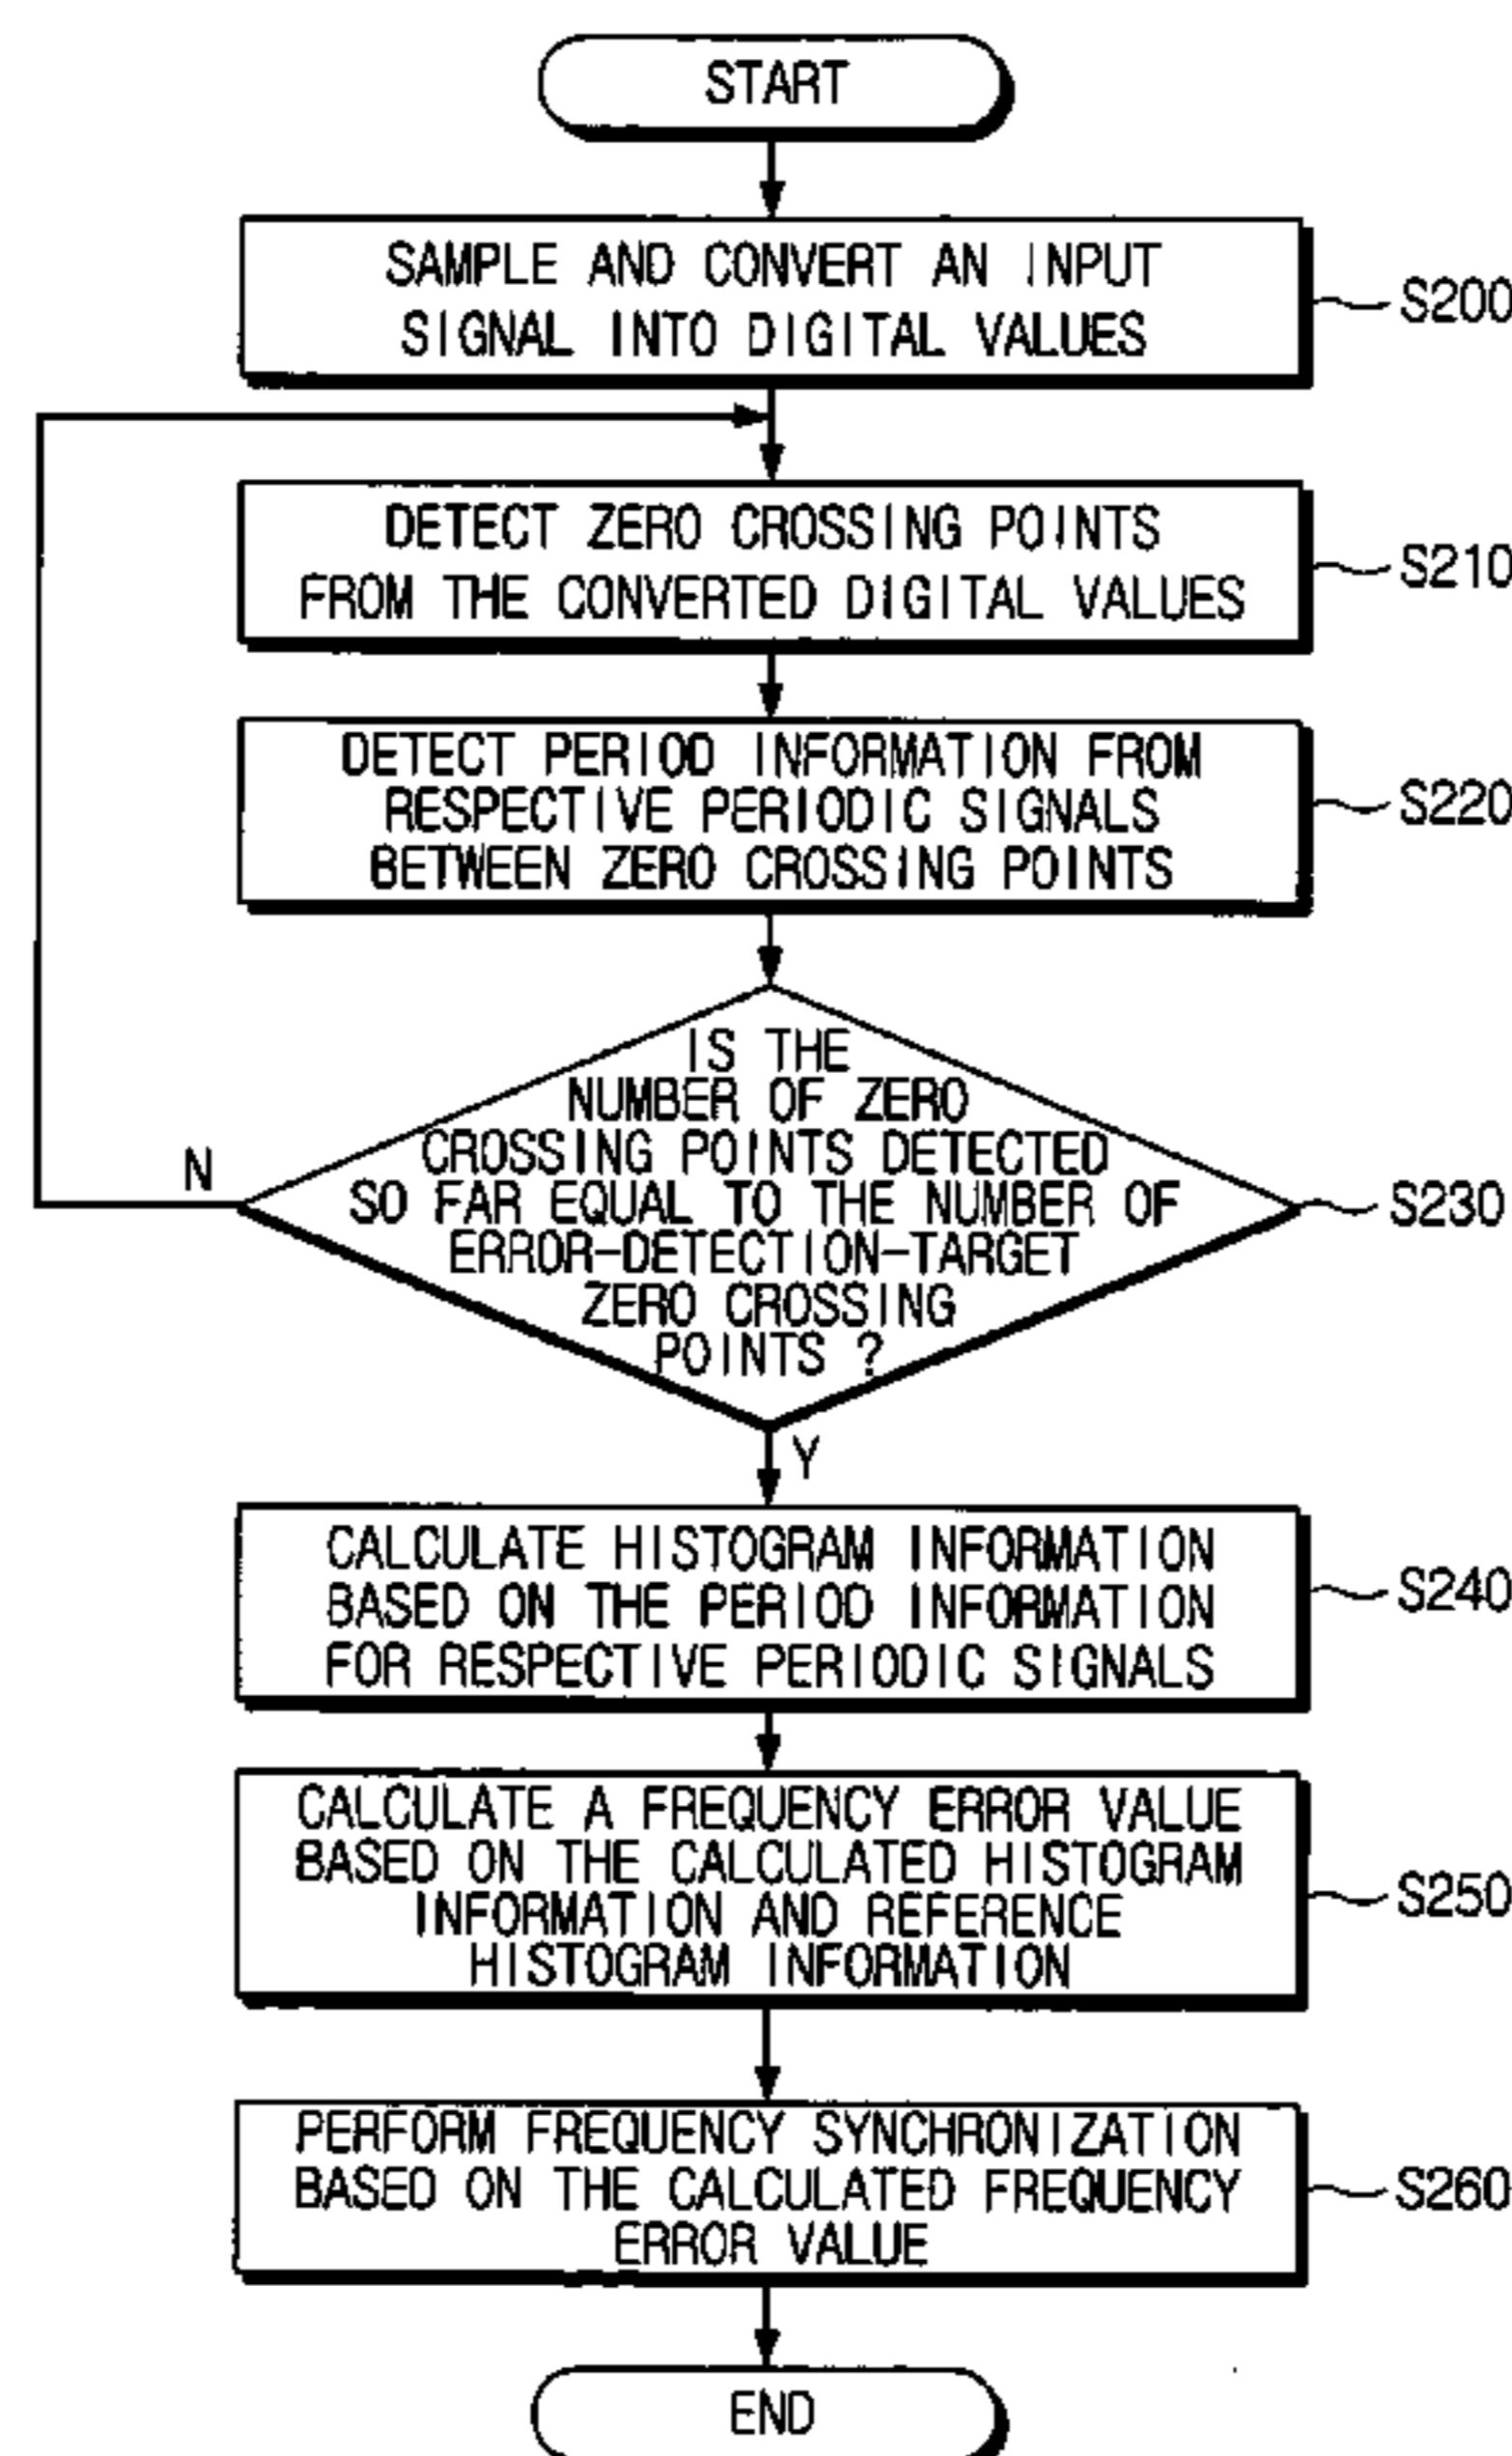 START
SAMPLE AND CONVERT AN INPUT
SIGNAL INTO DIGITAL VALUES
S200
DETECT ZERO CROSSING POINTS
FROM THE CONVERTED DIGITAL VALUES
S210
DETECT PERIOD INFORMATION FROM
RESPECTIVE PERIODIC SIGNALS
BETWEEN ZERO CROSSING POINTS
S220
IS THE
NUMBER OF ZERO
CROSSING POINTS DETECTED
SO FAR EQUAL TO THE NUMBER OF
ERROR-DETECTION-TARGET
ZERO CROSSING
POINTS ?
S230
N
Y
CALCULATE HISTOGRAM INFORMATION
BASED ON THE PERIOD INFORMATION
FOR RESPECTIVE PERIODIC SIGNALS
S240
CALCULATE A FREQUENCY ERROR VALUE
BASED ON THE CALCULATED HISTOGRAM
INFORMATION AND REFERENCE
HISTOGRAM INFORMATION
S250
PERFORM FREQUENCY SYNCHRONIZATION
BASED ON THE CALCULATED FREQUENCY
ERROR VALUE
S260
END